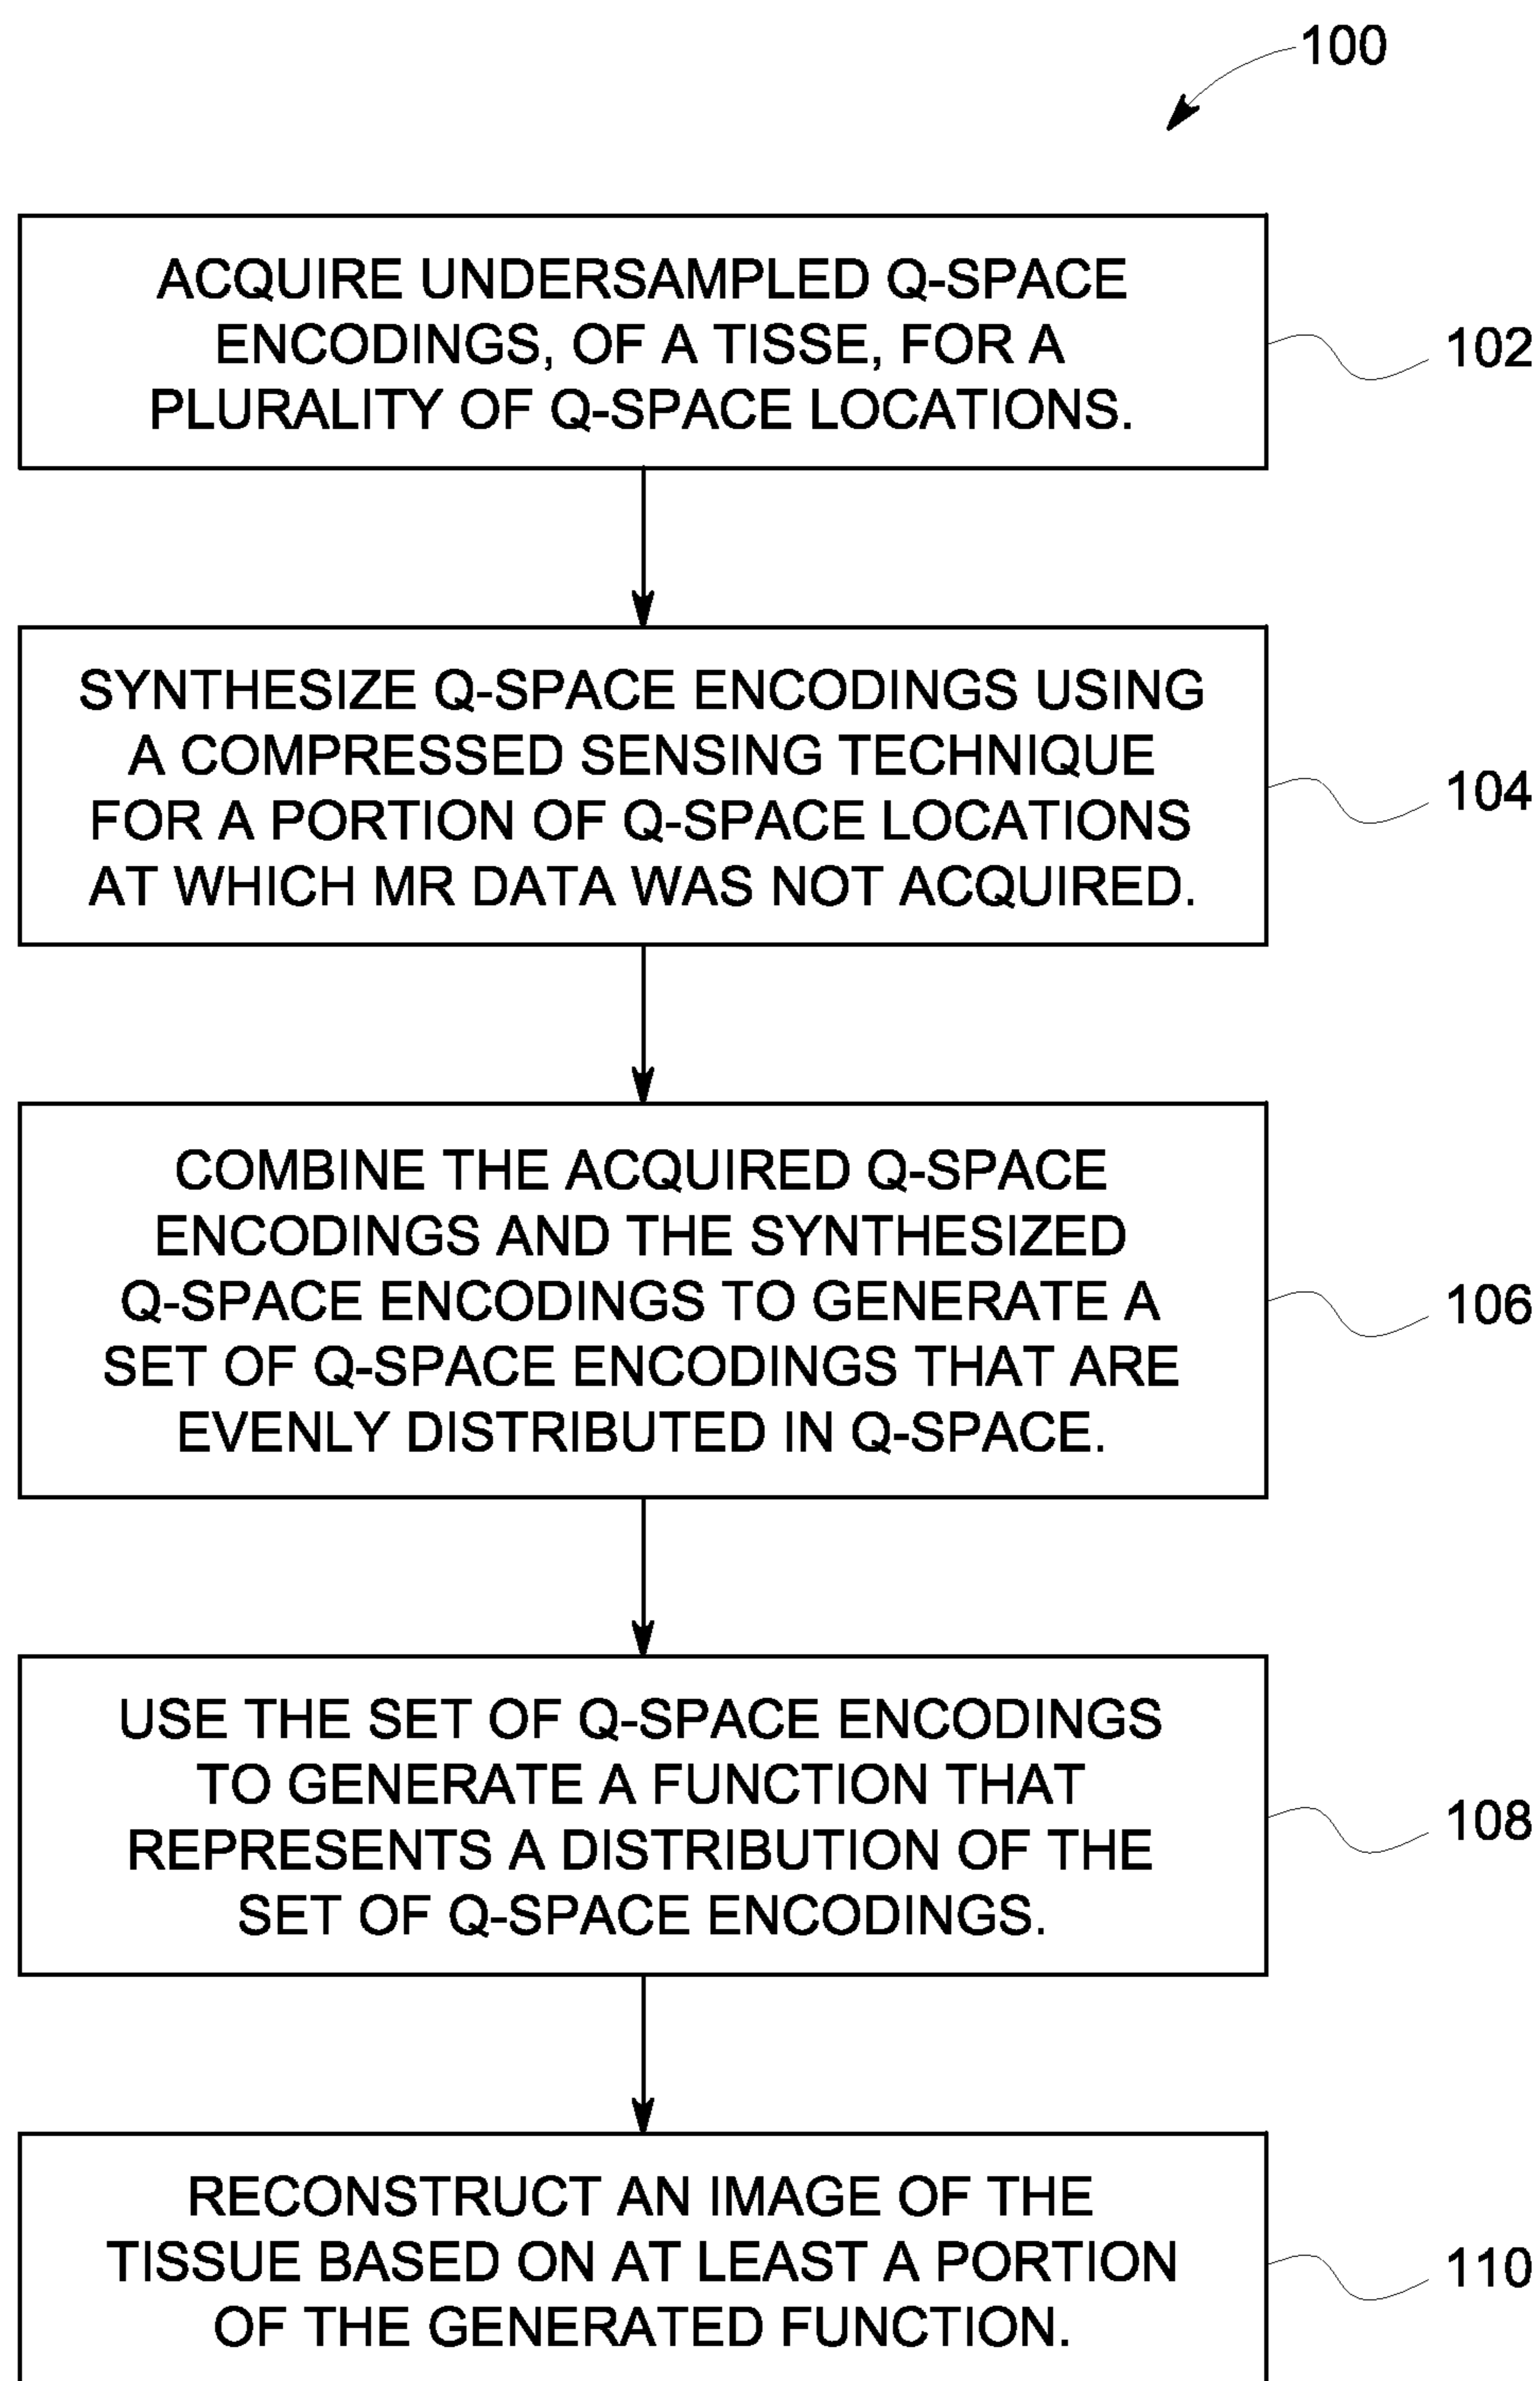 100
ACQUIRE UNDERSAMPLED Q-SPACE
ENCODINGS, OF A TISSE, FOR A
PLURALITY OF Q-SPACE LOCATIONS.
102
SYNTHESIZE Q-SPACE ENCODINGS USING
A COMPRESSED SENSING TECHNIQUE
FOR A PORTION OF Q-SPACE LOCATIONS
AT WHICH MR DATA WAS NOT ACQUIRED.
104
COMBINE THE ACQUIRED Q-SPACE
ENCODINGS AND THE SYNTHESIZED
Q-SPACE ENCODINGS TO GENERATE A
SET OF Q-SPACE ENCODINGS THAT ARE
EVENLY DISTRIBUTED IN Q-SPACE.
106
USE THE SET OF Q-SPACE ENCODINGS
TO GENERATE A FUNCTION THAT
REPRESENTS A DISTRIBUTION OF THE
SET OF Q-SPACE ENCODINGS.
108
RECONSTRUCT AN IMAGE OF THE
TISSUE BASED ON AT LEAST A PORTION
OF THE GENERATED FUNCTION.
110